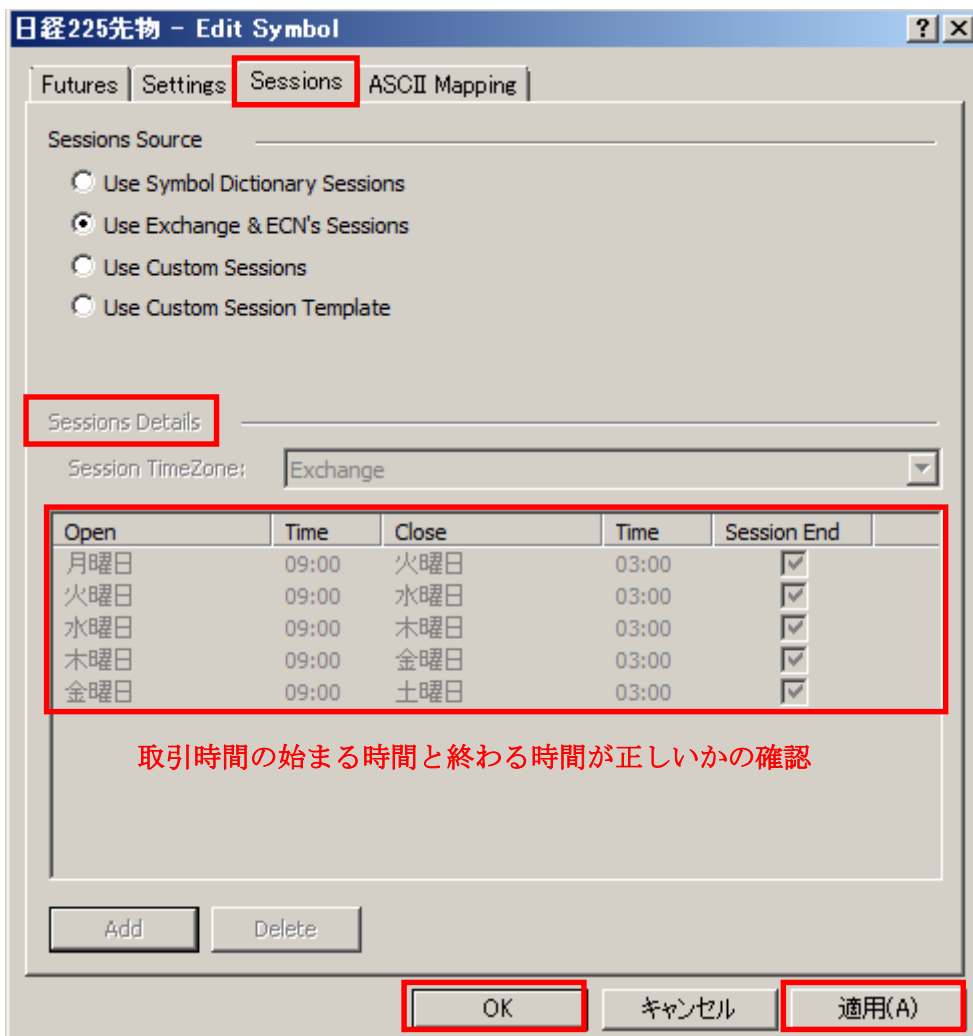 日経225先物 - Edit Symbol
Futures Settings Sessions ASCII Mapping
Sessions Source
Use Symbol Dictionary Sessions
Use Exchange & ECN's Sessions
Use Custom Sessions
Use Custom Session Template
Sessions Details
Session TimeZone: Exchange
Open Time Close Time Session End
月曜日 09:00 火曜日 03:00
火曜日 09:00 水曜日 03:00
水曜日 09:00 木曜日 03:00
木曜日 09:00 金曜日 03:00
金曜日 09:00 土曜日 03:00
取引時間の始まる時間と終わる時間が正しいかの確認
Add Delete
OK キャンセル 適用(A)